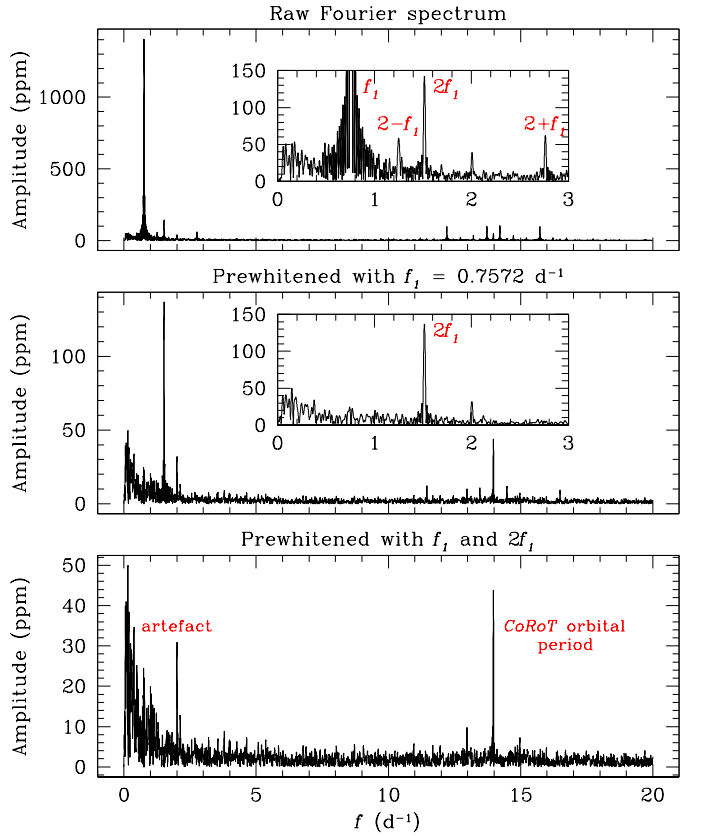 Raw Fourier spectrum
Amplitude (ppm)
1000
500
0
150
100
50
0
f1
2f1
2−f1
2+f1
0
1
2
3
Prewhitened with f1 = 0.7572 d−1
Amplitude (ppm)
100
50
0
150
100
50
0
2f1
0
1
2
3
Prewhitened with f1 and 2f1
Amplitude (ppm)
50
40
30
20
10
0
artefact
CoRoT orbital
period
0
5
10
15
20
f (d−1)